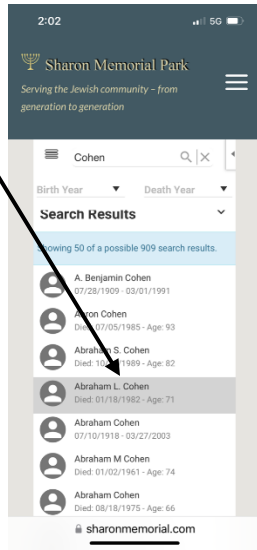 2:02
5G
Sharon Memorial Park
Serving the Jewish community – from
generation to generation
Cohen
Birth Year
Death Year
Search Results
Showing 50 of a possible 909 search results.
A. Benjamin Cohen
07/28/1909 - 03/01/1991
Aaron Cohen
Died: 07/05/1985 - Age: 93
Abraham S. Cohen
Died: 10/ /1989 - Age: 82
Abraham L. Cohen
Died: 01/18/1982 - Age: 71
Abraham Cohen
07/10/1918 - 03/27/2003
Abraham M Cohen
Died: 01/02/1961 - Age: 74
Abraham Cohen
Died: 08/18/1975 - Age: 66
sharonmemorial.com